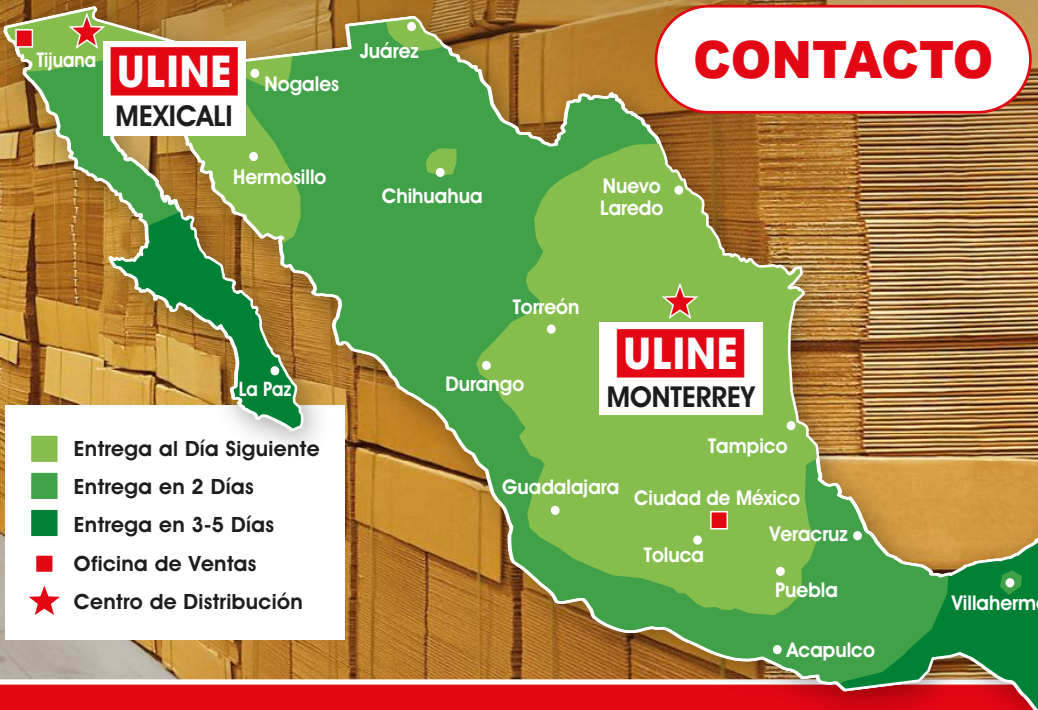 CONTACTO
Tijuana
ULINE
MEXICALI
Juárez
Nogales
Hermosillo
Chihuahua
Nuevo
Laredo
Torreón
Durango
ULINE
MONTERREY
La Paz
Tampico
Guadalajara
Ciudad de México
Toluca
Veracruz
Puebla
Acapulco
Villaherm
Entrega al Día Siguiente
Entrega en 2 Días
Entrega en 3-5 Días
Oficina de Ventas
Centro de Distribución